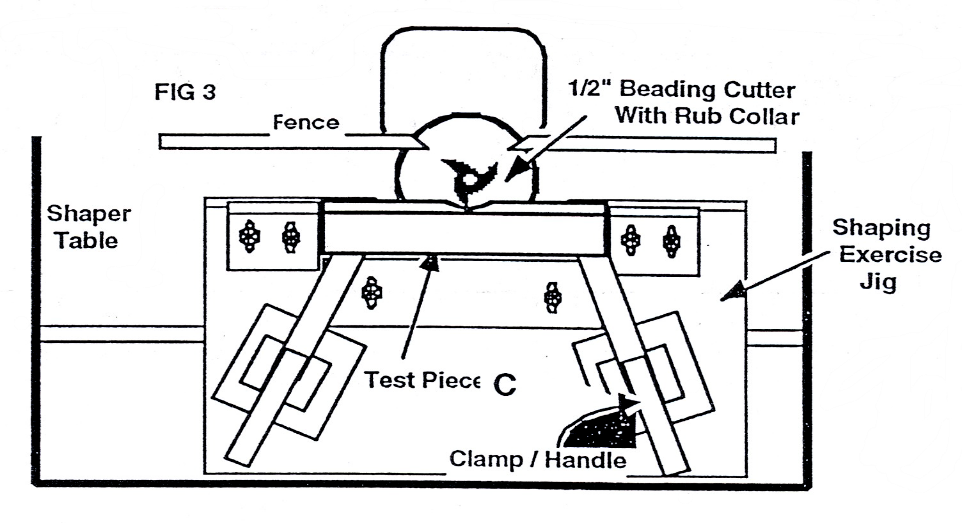 FIG 3
1/2" Beading Cutter
With Rub Collar
Fence
Shaper
Table
Shaping
Exercise
Jig
Test Piece C
Clamp / Handle